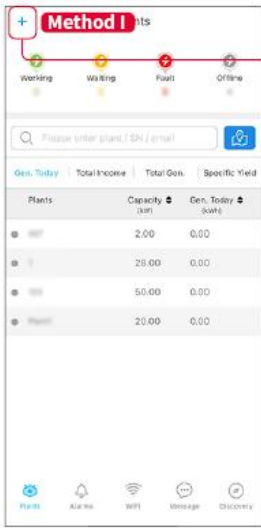 + Method I nts
Working Waiting Fault Offline
Please enter plant / SN / email
Gen. Today Total Income Total Gen. Specific Yield
Plants Capacity Gen. Today
(kW) (kWh)
2.00 0.00
28.00 0.00
50.00 0.00
20.00 0.00
Plants Alarms WiFi Message Discovery